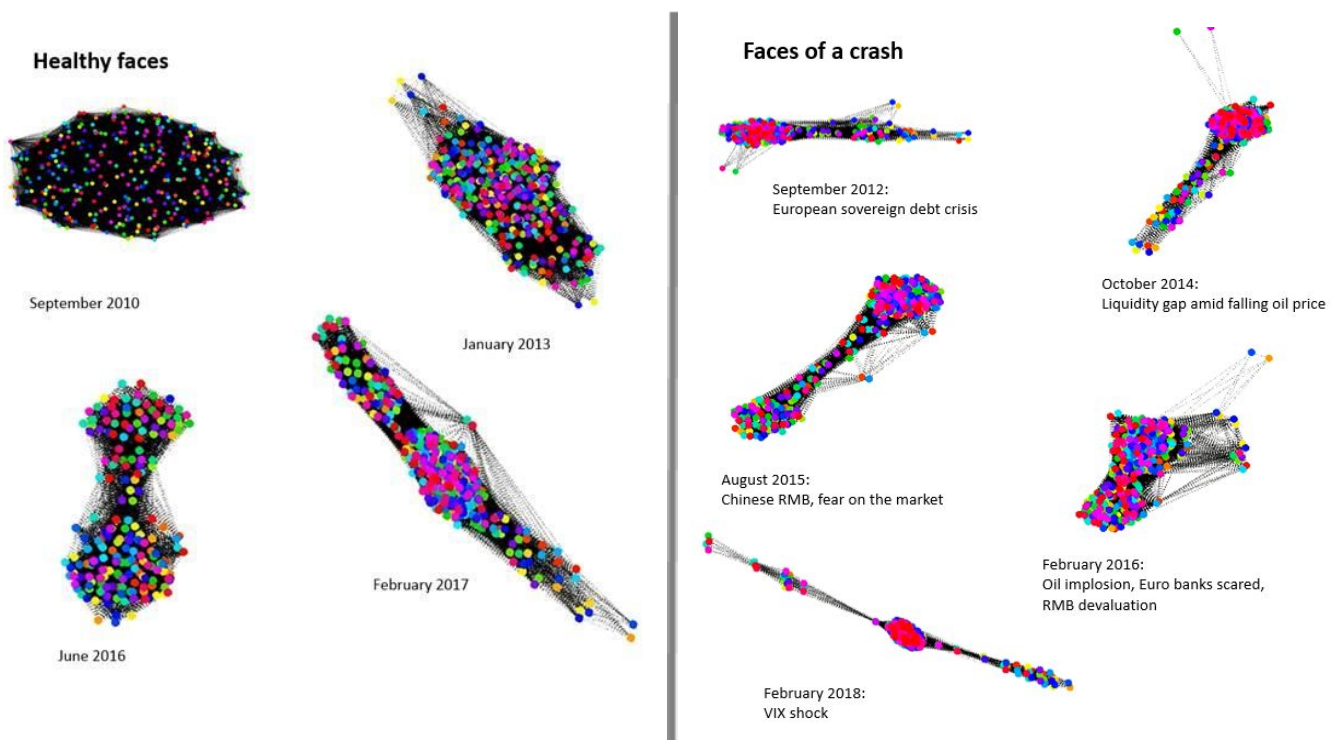 Healthy faces
September 2010
January 2013
June 2016
February 2017
Faces of a crash
September 2012:
European sovereign debt crisis
October 2014:
Liquidity gap amid falling oil price
August 2015:
Chinese RMB, fear on the market
February 2016:
Oil implosion, Euro banks scared,
RMB devaluation
February 2018:
VIX shock